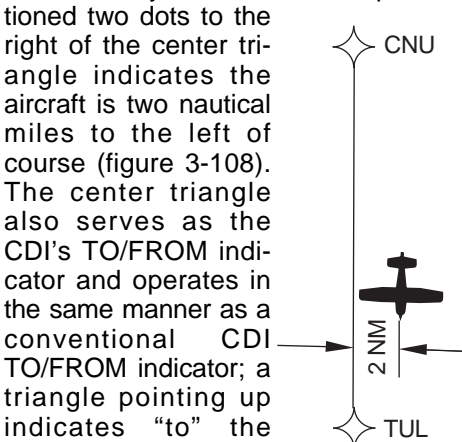 tioned two dots to the
right of the center tri-
angle indicates the
aircraft is two nautical
miles to the left of
course (figure 3-108).
The center triangle
also serves as the
CDI's TO/FROM indi-
cator and operates in
the same manner as a
conventional CDI
TO/FROM indicator; a
triangle pointing up
indicates "to" the
CNU
2 NM
TUL